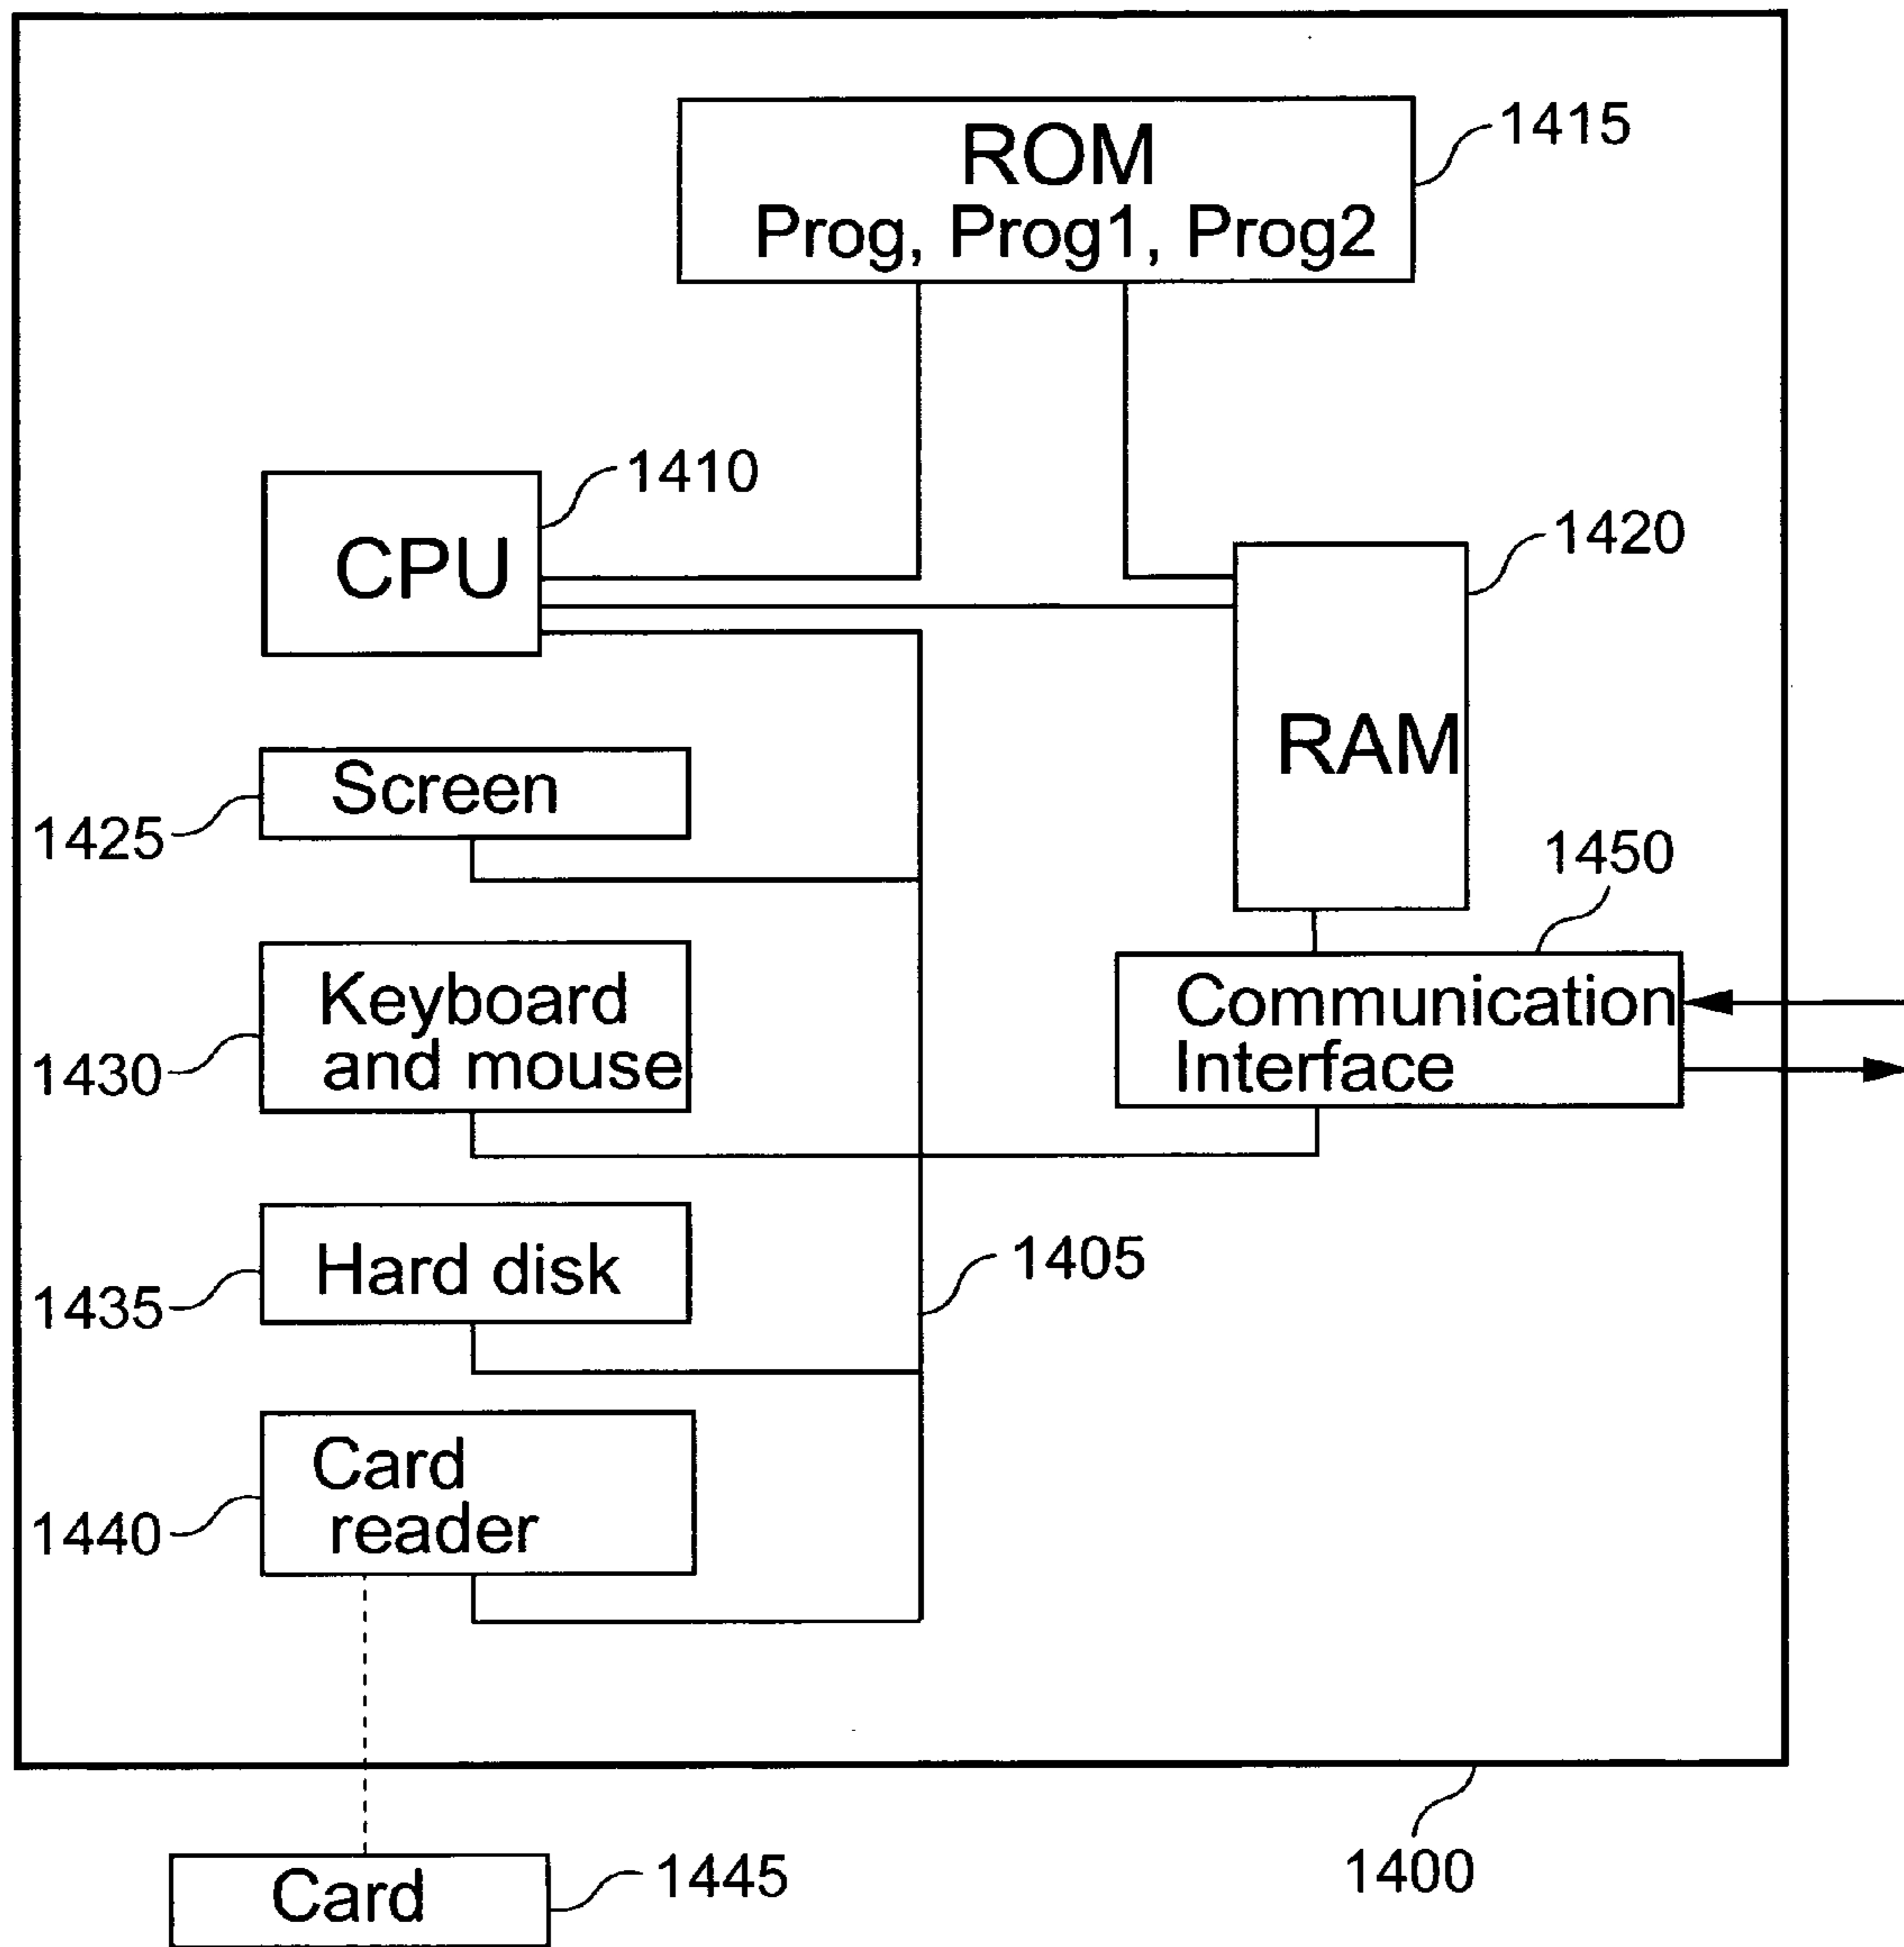 ROM
Prog, Prog1, Prog2
1415
1410
CPU
1420
RAM
Screen
1425
1450
Keyboard
and mouse
1430
Communication
Interface
Hard disk
1435
1405
Card
reader
1440
1400
Card
1445